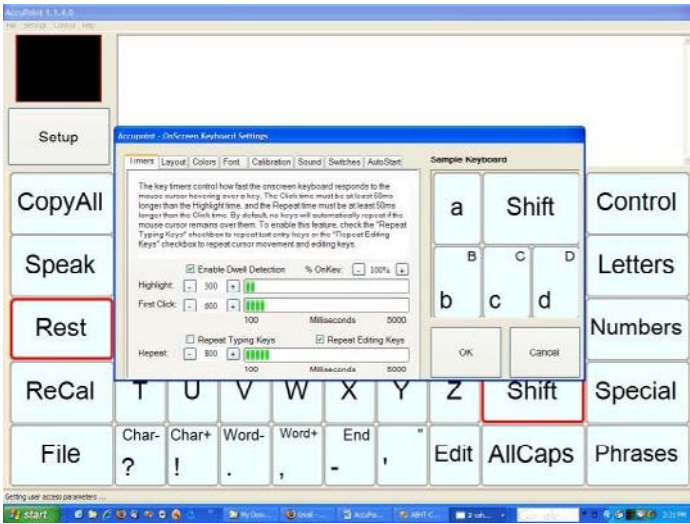 AccuPoint 1.1.4.0
File Settings Control Help
Setup
CopyAll
Speak
Rest
ReCal
File
Accupoint - OnScreen Keyboard Settings
Timers Layout Colors Font Calibration Sound Switches AutoStart
The key timers control how fast the onscreen keyboard responds to the
mouse cursor hovering over a key. The Click time must be at least 50ms
longer than the Highlight time, and the Repeat time must be at least 50ms
longer than the Click time. By default, no keys will automatically repeat if the
mouse cursor remains over them. To enable this feature, check the "Repeat
Typing Keys" checkbox to repeat text entry keys or the "Repeat Editing
Keys" checkbox to repeat cursor movement and editing keys.
Enable Dwell Detection % OnKey: - 100% +
Highlight: - 300 +
First Click: - 600 +
100 Milliseconds 5000
Repeat Typing Keys Repeat Editing Keys
Repeat: - 800 +
100 Milliseconds 5000
Sample Keyboard
a Shift
B C D
b c d
OK Cancel
Control
Letters
Numbers
T U V W X Y Z Shift Special
Char- Char+ Word- Word+ End "
? ! . , - ' Edit AllCaps Phrases
Getting user access parameters ...
start
Gmail -
3:31 PM